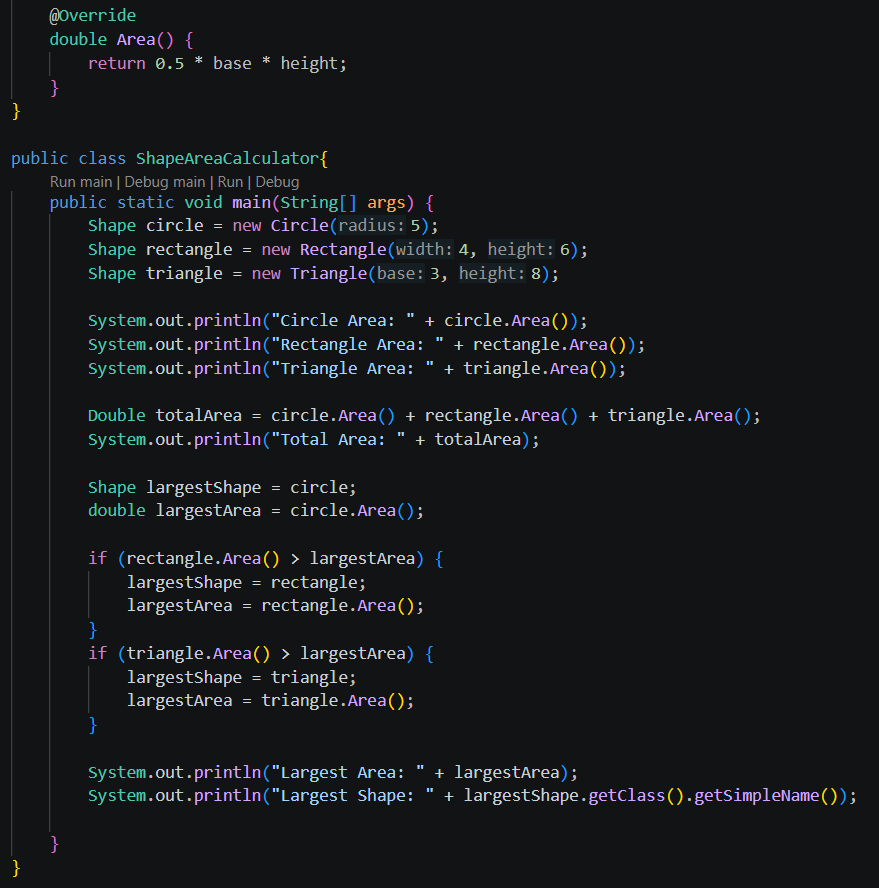 @Override
double Area() {
return 0.5 * base * height;
}
}
public class ShapeAreaCalculator{
Run main | Debug main | Run | Debug
public static void main(String[] args) {
Shape circle = new Circle(radius: 5);
Shape rectangle = new Rectangle(width: 4, height: 6);
Shape triangle = new Triangle(base: 3, height: 8);
System.out.println("Circle Area: " + circle.Area());
System.out.println("Rectangle Area: " + rectangle.Area());
System.out.println("Triangle Area: " + triangle.Area());
Double totalArea = circle.Area() + rectangle.Area() + triangle.Area();
System.out.println("Total Area: " + totalArea);
Shape largestShape = circle;
double largestArea = circle.Area();
if (rectangle.Area() > largestArea) {
largestShape = rectangle;
largestArea = rectangle.Area();
}
if (triangle.Area() > largestArea) {
largestShape = triangle;
largestArea = triangle.Area();
}
System.out.println("Largest Area: " + largestArea);
System.out.println("Largest Shape: " + largestShape.getClass().getSimpleName());
}
}